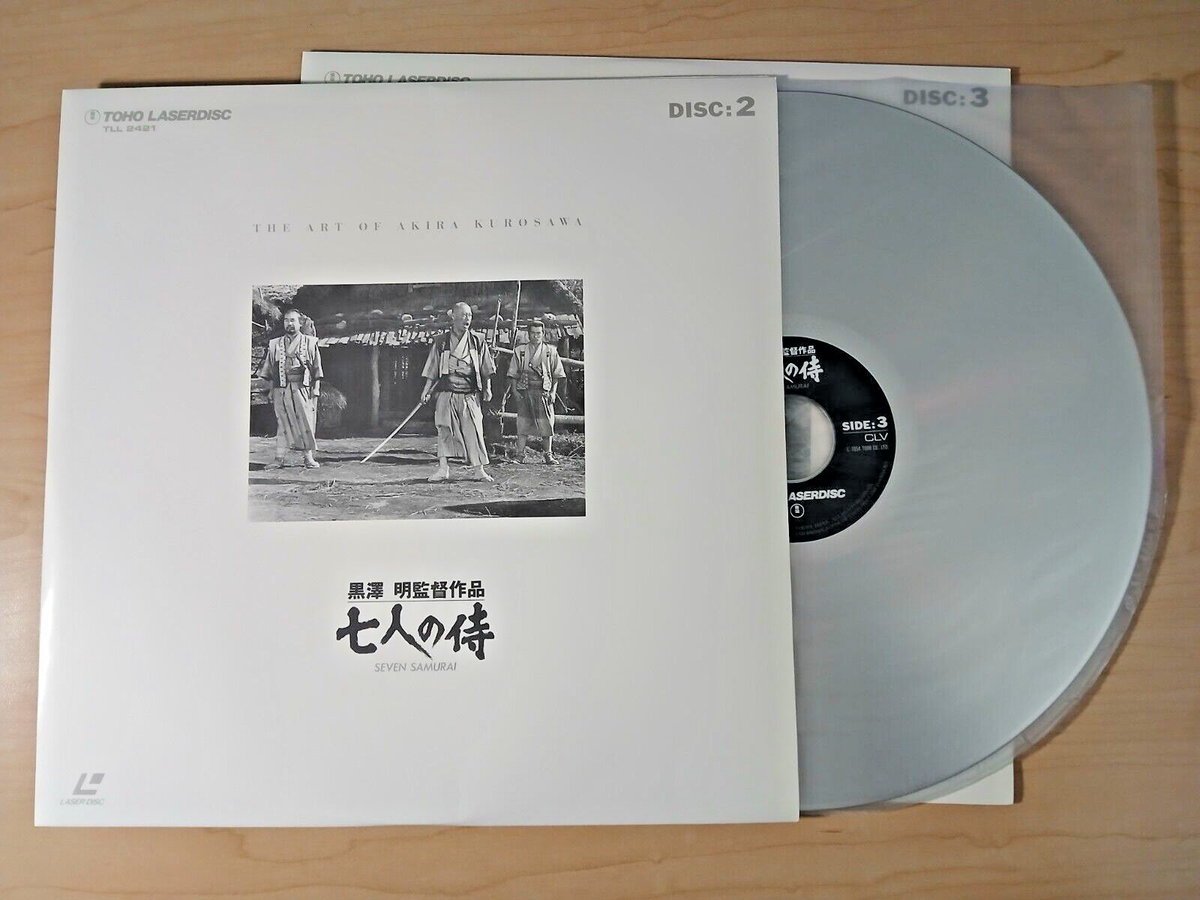 TOHO LASERDISC
DISC: 3
TOHO LASERDISC
TLL 2421
DISC: 2
THE ART OF AKIRA KUROSAWA
黒澤 明監督作品
七人の侍
SEVEN SAMURAI
LASER DISC
監督作品
の侍
SAMURAI
SIDE: 3
CLV
LASERDISC